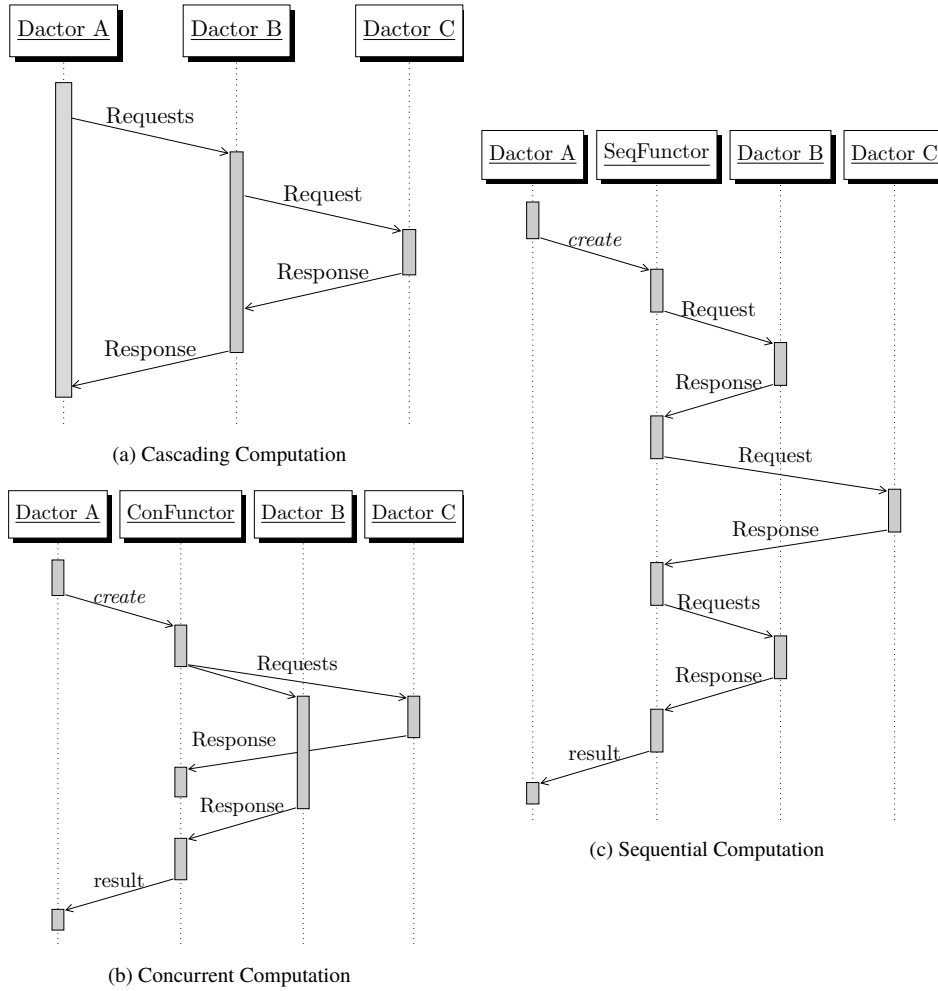 Dactor A
Dactor B
Dactor C
Requests
Request
Response
Response
(a) Cascading Computation
Dactor A
ConFunctor
Dactor B
Dactor C
create
Requests
Response
Response
result
(b) Concurrent Computation
Dactor A
SeqFunctor
Dactor B
Dactor C
create
Request
Response
Request
Response
Requests
Response
result
(c) Sequential Computation